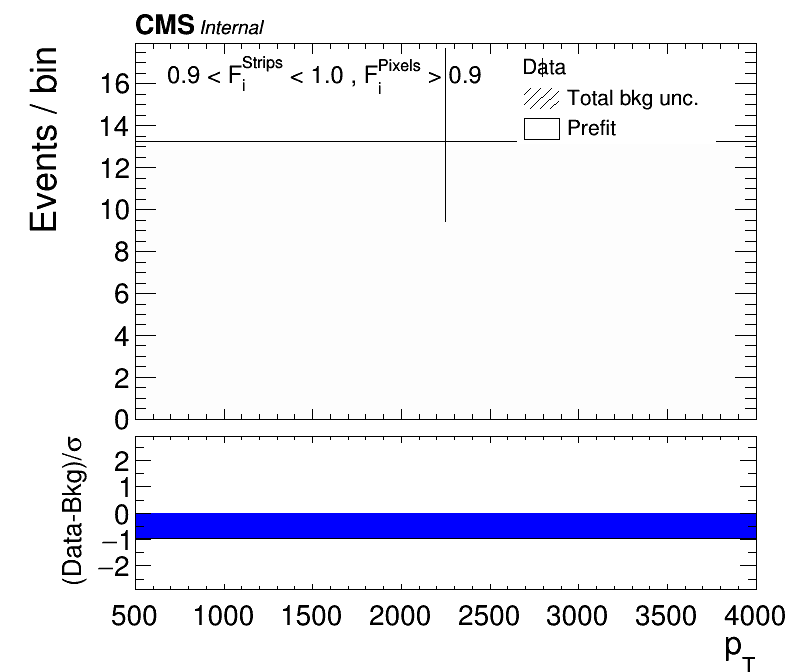 CMS Internal
0.9 < F_i^Strips < 1.0 , F_i^Pixels > 0.9
Data
Total bkg unc.
Prefit
Events / bin
16
14
12
10
8
6
4
2
0
(Data-Bkg)/σ
2
1
0
−1
−2
500 1000 1500 2000 2500 3000 3500 4000
p_T